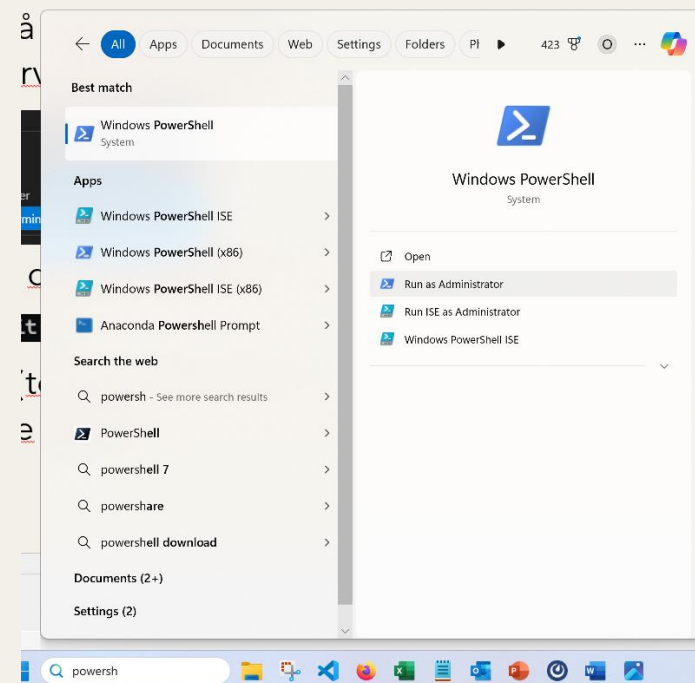 å
rv
All Apps Documents Web Settings Folders 423 O ...
Best match
Windows PowerShell
System
Apps
Windows PowerShell ISE
Windows PowerShell (x86)
Windows PowerShell ISE (x86)
Anaconda Powershell Prompt
Search the web
powersh - See more search results
PowerShell
powershell 7
powershare
powershell download
Documents (2+)
Settings (2)
Windows PowerShell
System
Open
Run as Administrator
Run ISE as Administrator
Windows PowerShell ISE
er
min
powersh